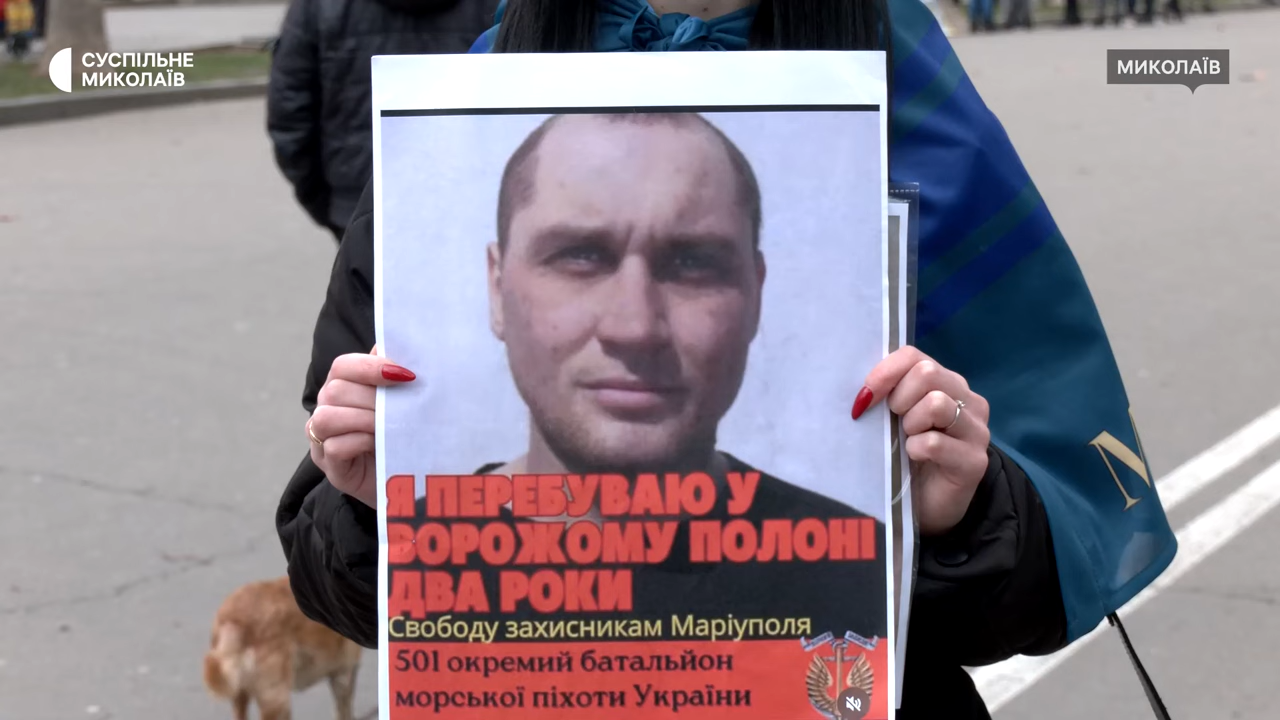 СУСПІЛЬНЕ
МИКОЛАЇВ
МИКОЛАЇВ
Я ПЕРЕБУВАЮ У
ВОРОЖОМУ ПОЛОНІ
ДВА РОКИ
Свободу захисникам Маріуполя
501 окремий батальйон
морської піхоти України